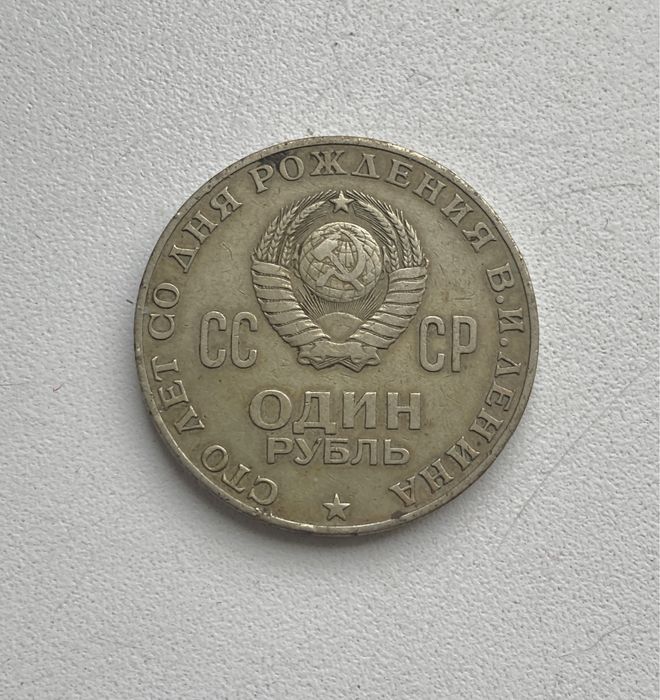 СТО ЛЕТ СО ДНЯ РОЖДЕНИЯ В.И.ЛЕНИНА
СС СР
ОДИН
РУБЛЬ